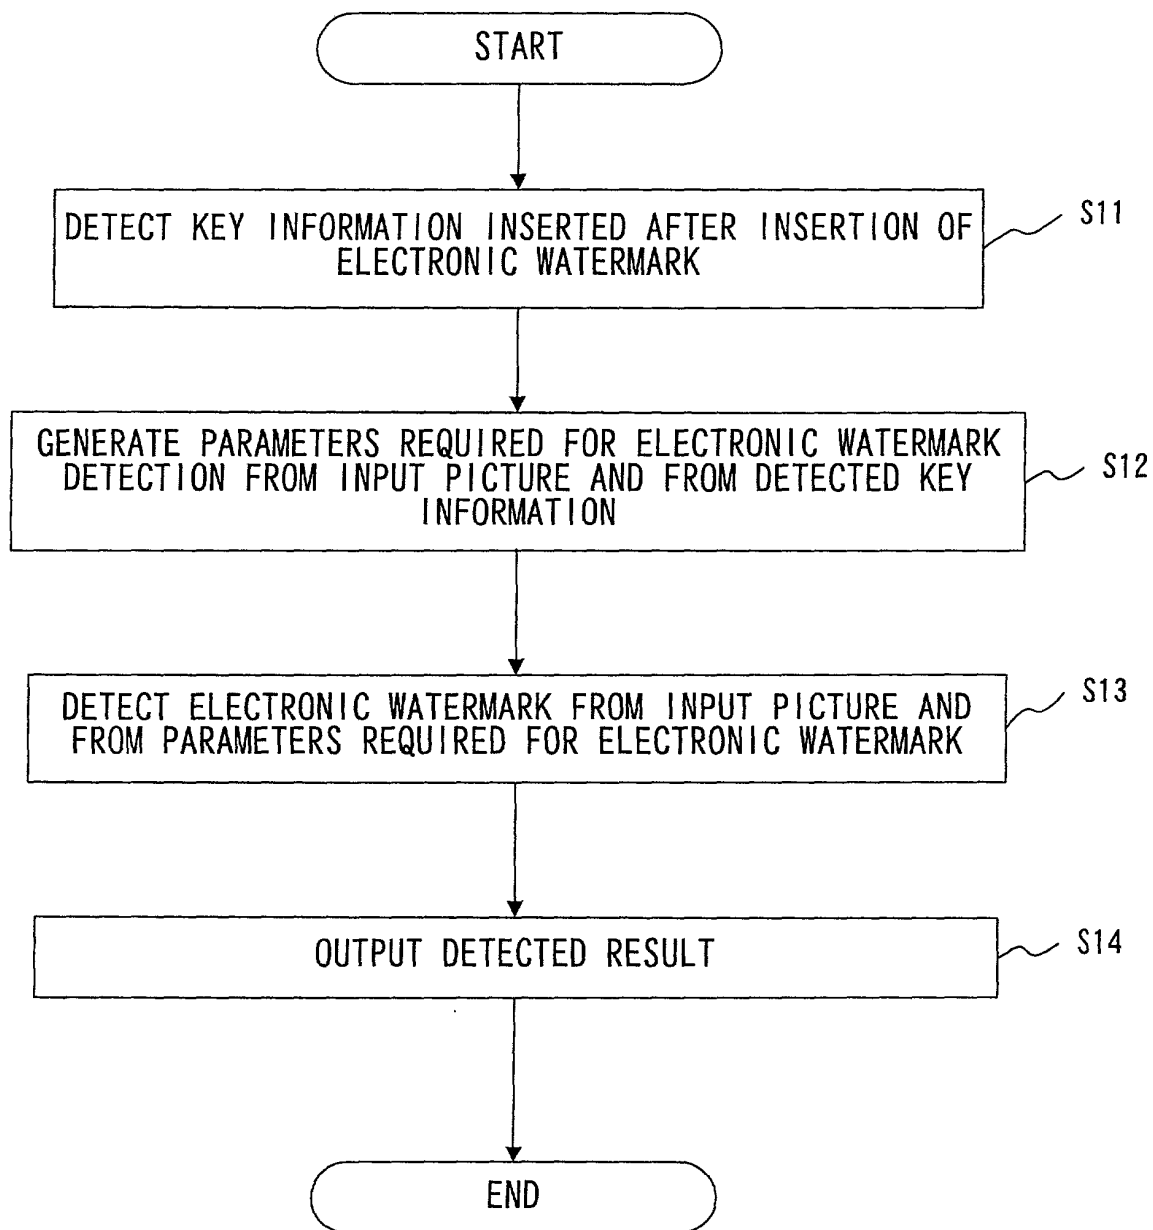 START
DETECT KEY INFORMATION INSERTED AFTER INSERTION OF
ELECTRONIC WATERMARK
S11
GENERATE PARAMETERS REQUIRED FOR ELECTRONIC WATERMARK
DETECTION FROM INPUT PICTURE AND FROM DETECTED KEY
INFORMATION
S12
DETECT ELECTRONIC WATERMARK FROM INPUT PICTURE AND
FROM PARAMETERS REQUIRED FOR ELECTRONIC WATERMARK
S13
OUTPUT DETECTED RESULT
S14
END